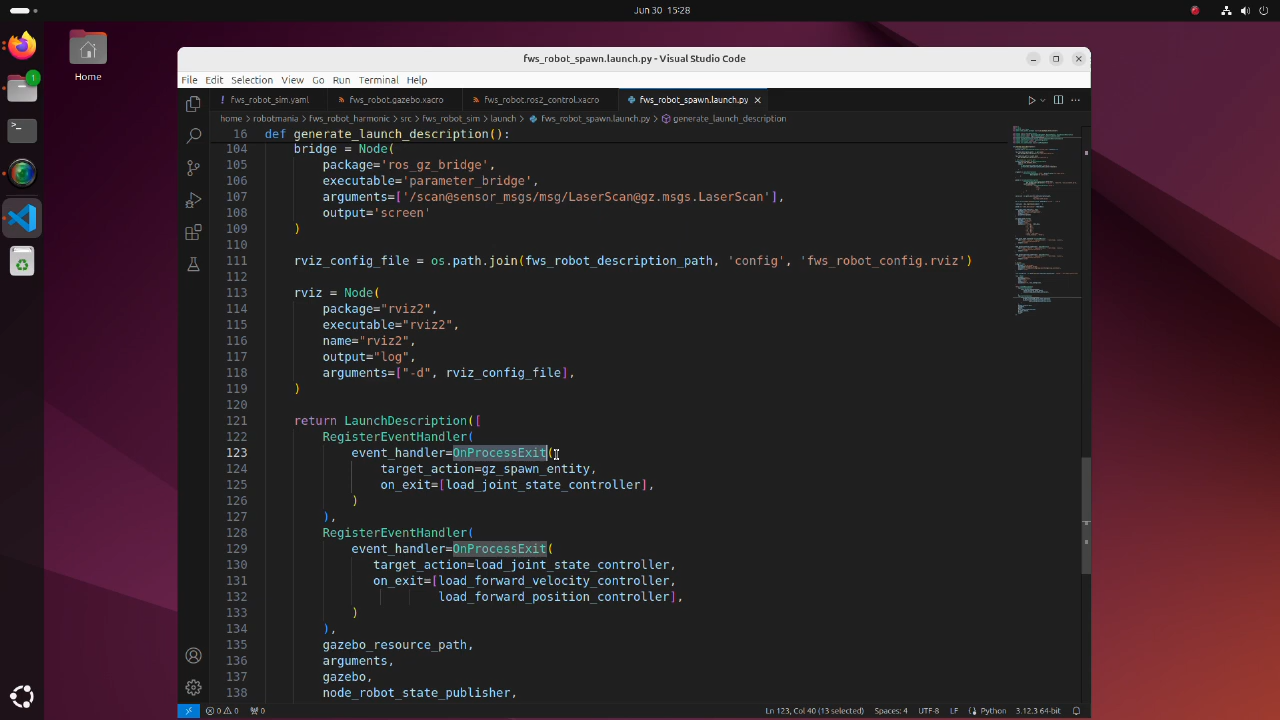 Jun 30 15:28
1
Home
fws_robot_spawn.launch.py - Visual Studio Code
File Edit Selection View Go Run Terminal Help
! fws_robot_sim.yaml fws_robot.gazebo.xacro fws_robot.ros2_control.xacro fws_robot_spawn.launch.py
home > robotmania > fws_robot_harmonic > src > fws_robot_sim > launch > fws_robot_spawn.launch.py > generate_launch_description
16 def generate_launch_description():
104 bridge = Node(
105 package='ros_gz_bridge',
106 executable='parameter_bridge',
107 arguments=['/scan@sensor_msgs/msg/LaserScan@gz.msgs.LaserScan'],
108 output='screen'
109 )
110
111 rviz_config_file = os.path.join(fws_robot_description_path, 'config', 'fws_robot_config.rviz')
112
113 rviz = Node(
114 package="rviz2",
115 executable="rviz2",
116 name="rviz2",
117 output="log",
118 arguments=["-d", rviz_config_file],
119 )
120
121 return LaunchDescription([
122 RegisterEventHandler(
123 event_handler=OnProcessExit(
124 target_action=gz_spawn_entity,
125 on_exit=[load_joint_state_controller],
126 )
127 ),
128 RegisterEventHandler(
129 event_handler=OnProcessExit(
130 target_action=load_joint_state_controller,
131 on_exit=[load_forward_velocity_controller,
132 load_forward_position_controller],
133 )
134 ),
135 gazebo_resource_path,
136 arguments,
137 gazebo,
138 node_robot_state_publisher,
0 0 0 Ln 123, Col 40 (13 selected) Spaces: 4 UTF-8 LF Python 3.12.3 64-bit